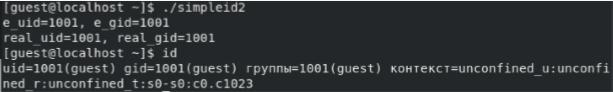 [guest@localhost ~]$ ./simpleid2
e_uid=1001, e_gid=1001
real_uid=1001, real_gid=1001
[guest@localhost ~]$ id
uid=1001(guest) gid=1001(guest) группы=1001(guest) контекст=unconfined_u:unconfi
ned_r:unconfined_t:s0-s0:c0.c1023